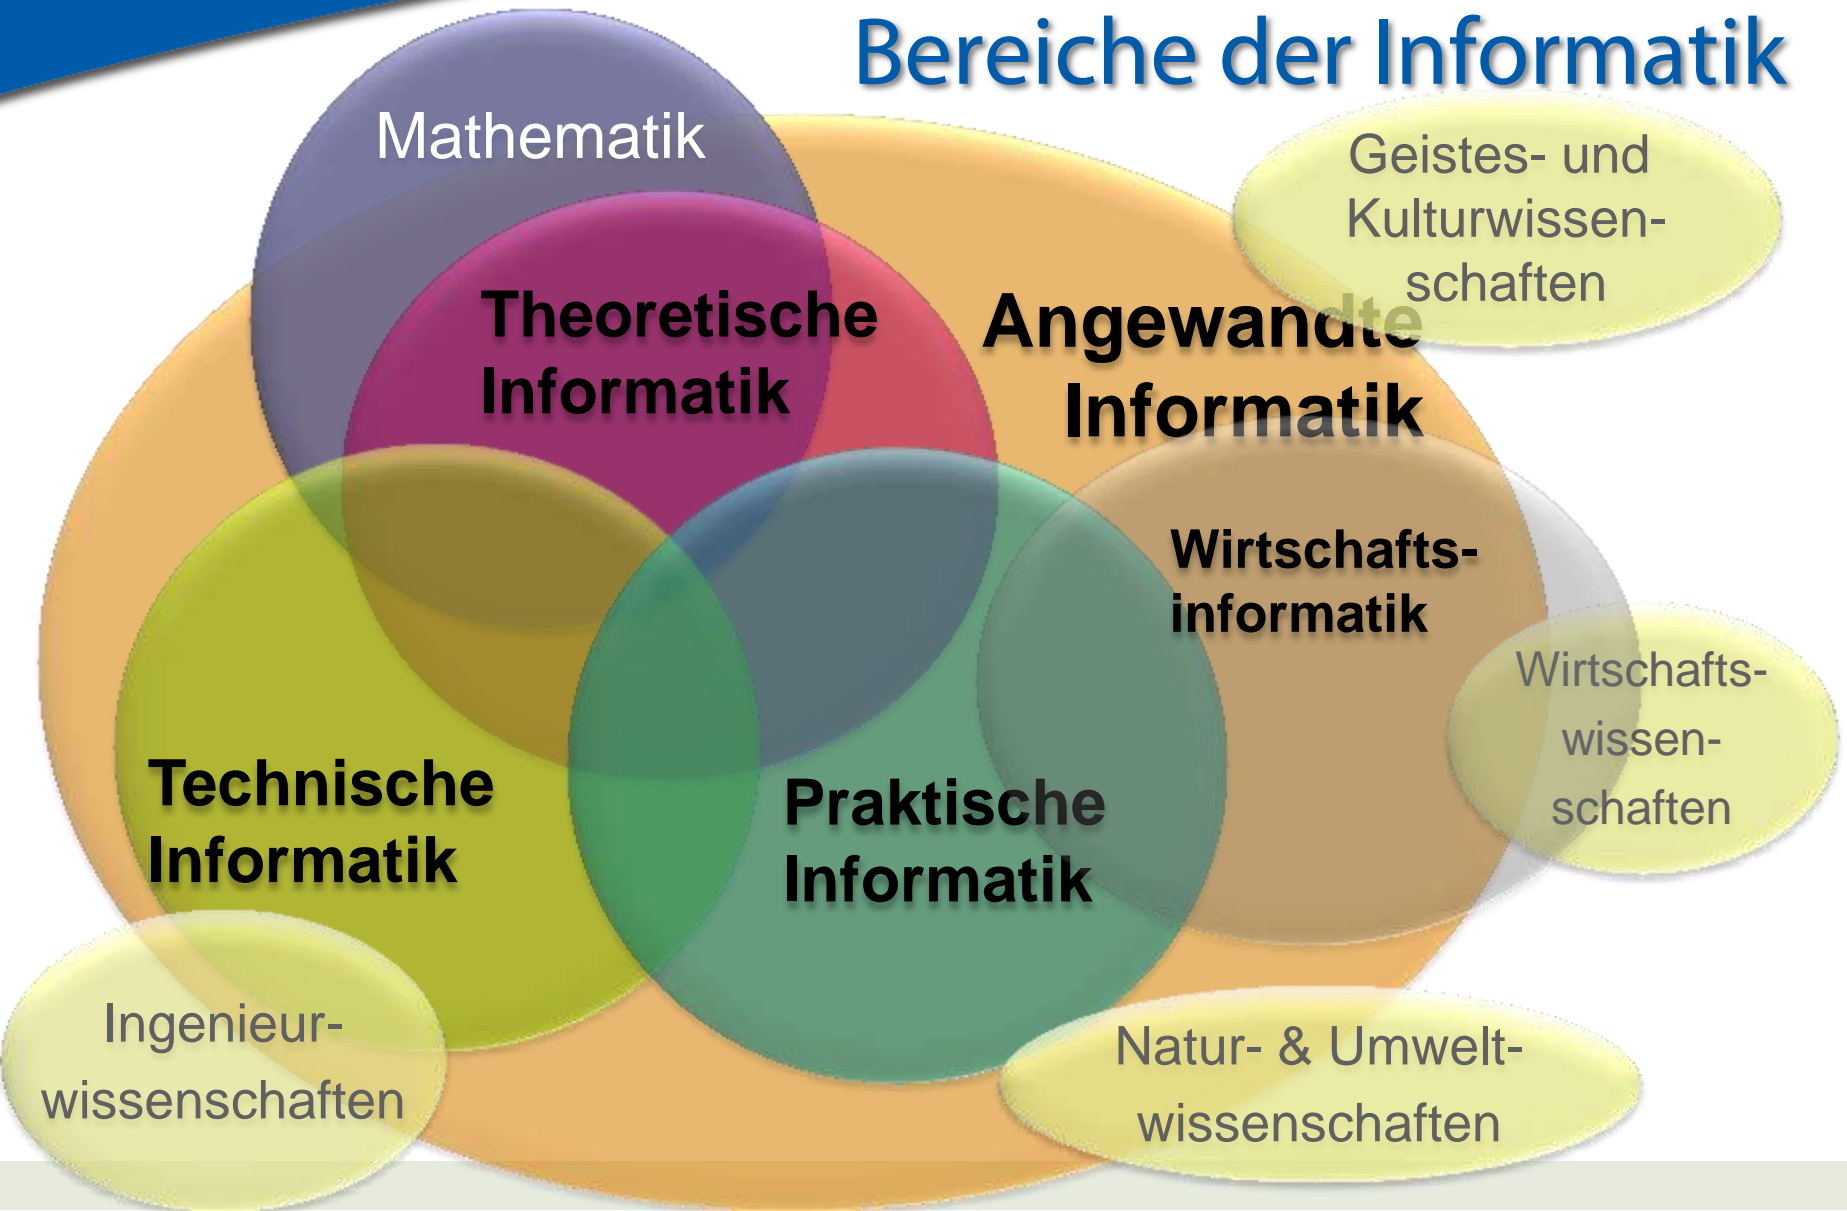 Bereiche der Informatik
Mathematik
Geistes- und
Kulturwissen-
schaften
Theoretische
Informatik
Angewandte
Informatik
Wirtschafts-
informatik
Wirtschafts-
wissen-
schaften
Technische
Informatik
Praktische
Informatik
Ingenieur-
wissenschaften
Natur- & Umwelt-
wissenschaften